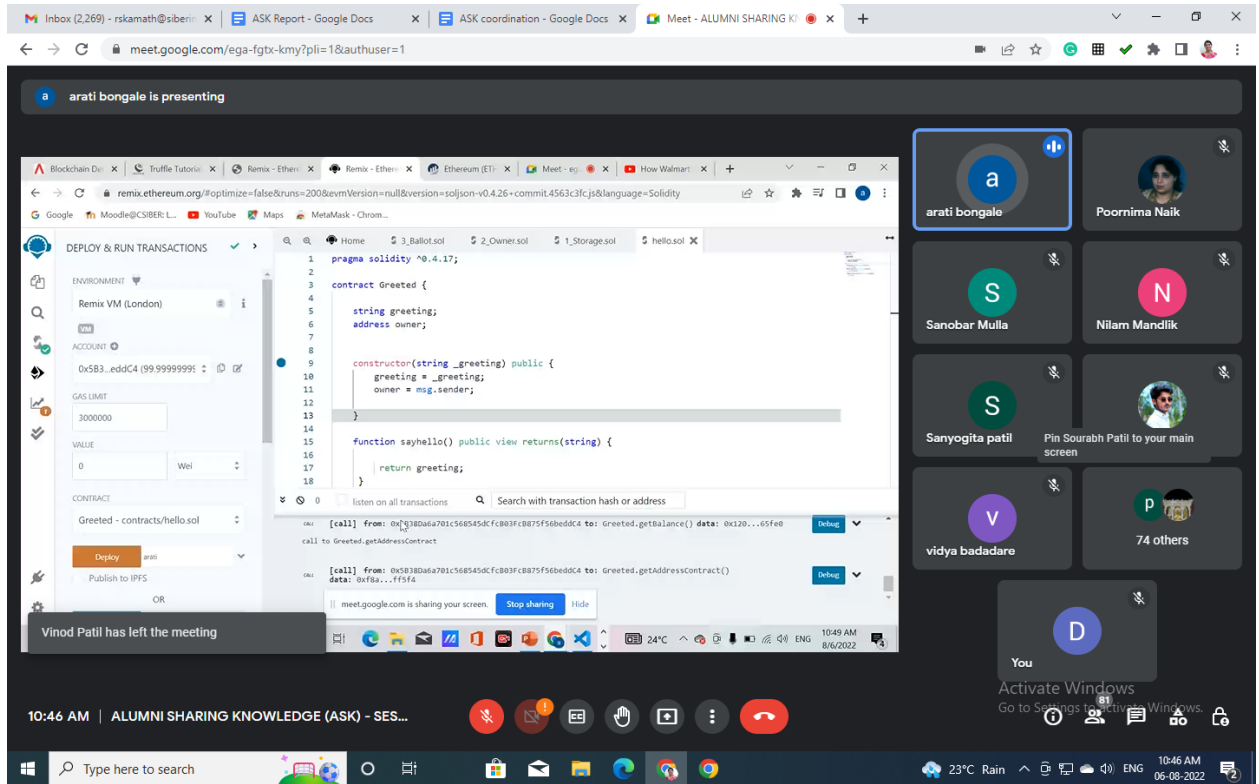 Inbox (2,269) - rskamath@siberin
ASK Report - Google Docs
ASK coordination - Google Docs
Meet - ALUMNI SHARING KN
meet.google.com/ega-fgtx-kmy?pli=1&authuser=1
a arati bongale is presenting
Blockchain De
Truffle Tutorial
Remix - Ethere
Remix - Ethere
Ethereum (ETH
Meet - eg
How Walmart
remix.ethereum.org/#optimize=false&runs=200&evmVersion=null&version=soljson-v0.4.26+commit.4563c3fc.js&language=Solidity
a
Google
Moodle@CSIBER: L...
YouTube
Maps
MetaMask - Chrom...
DEPLOY & RUN TRANSACTIONS
Home
3_Ballot.sol
2_Owner.sol
1_Storage.sol
hello.sol
ENVIRONMENT
Remix VM (London)
VM
ACCOUNT
0x5B3...eddC4 (99.99999999
GAS LIMIT
3000000
VALUE
0 Wei
CONTRACT
Greeted - contracts/hello.sol
Deploy arati
Publish to IPFS
OR
1 pragma solidity ^0.4.17;
2
3 contract Greeted {
4
5 string greeting;
6 address owner;
7
8
9 constructor(string _greeting) public {
10 greeting = _greeting;
11 owner = msg.sender;
12
13 }
14
15 function sayhello() public view returns(string) {
16
17 return greeting;
18 }
0 listen on all transactions Search with transaction hash or address
[call] from: 0x5B38Da6a701c568545dCfcB03FcB875f56beddC4 to: Greeted.getBalance() data: 0x120...65fe0
Debug
call to Greeted.getAddressContract
[call] from: 0x5B38Da6a701c568545dCfcB03FcB875f56beddC4 to: Greeted.getAddressContract()
data: 0xf8a...ff5f4
Debug
meet.google.com is sharing your screen. Stop sharing Hide
24°C ENG 10:49 AM
8/6/2022
Vinod Patil has left the meeting
a
arati bongale
Poornima Naik
S
Sanobar Mulla
N
Nilam Mandlik
S
Sanyogita patil
Pin Sourabh Patil to your main
screen
V
vidya badadare
P
74 others
D
You
Activate Windows
Go to Settings to activate Windows.
81
10:46 AM | ALUMNI SHARING KNOWLEDGE (ASK) - SES...
Type here to search
23°C Rain ENG 10:46 AM
06-08-2022
2